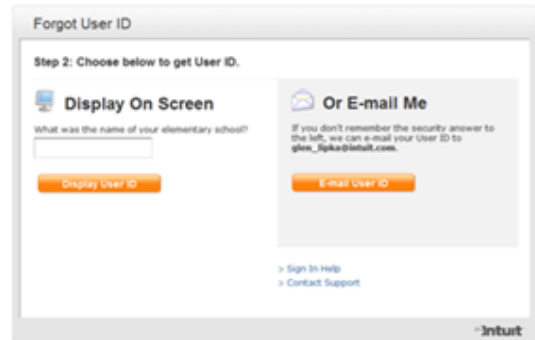 Forgot User ID
Step 2: Choose below to get User ID.
Display On Screen
What was the name of your elementary school?
Display User ID
Or E-mail Me
If you don't remember the security answer to
the left, we can e-mail your User ID to
glen_lipka@intuit.com.
E-mail User ID
> Sign In Help
> Contact Support
Intuit